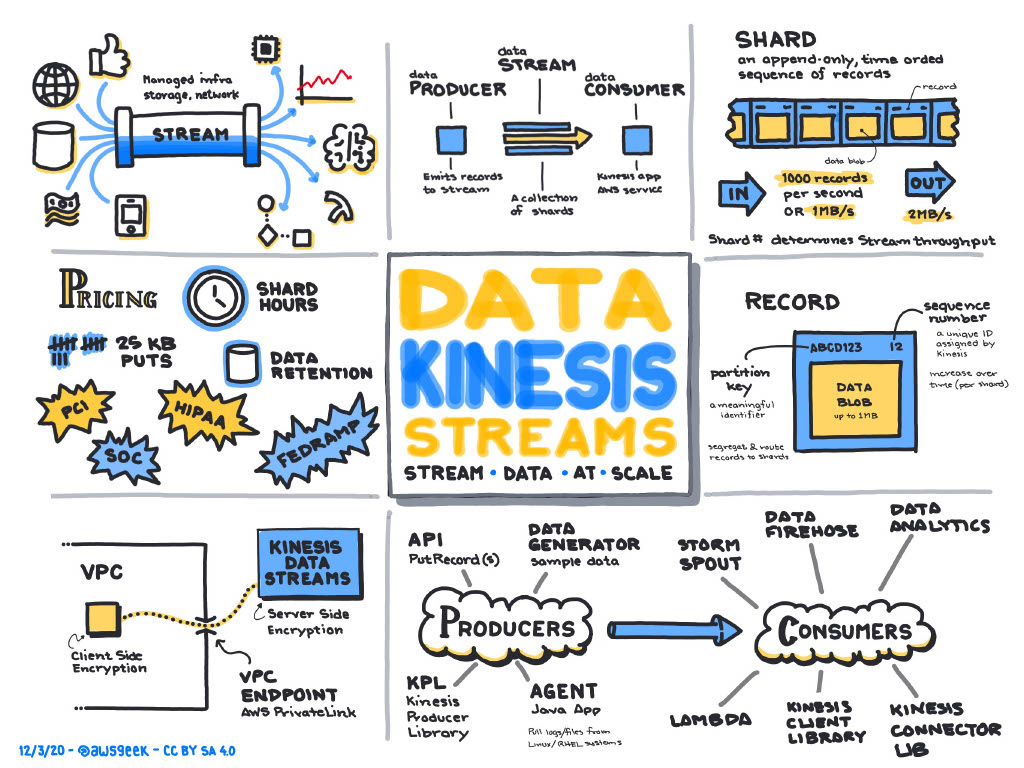 Managed infra
storage, network
STREAM
data
PRODUCER
data
STREAM
data
CONSUMER
Emits records
to stream
A collection
of shards
Kinesis app
AWS service
SHARD
an append-only, time orded
sequence of records
record
data blob
IN
1000 records
per second
OR 1MB/s
OUT
2MB/s
Shard # determines Stream throughput
PRICING
SHARD
HOURS
25 KB
PUTS
DATA
RETENTION
PCI
HIPAA
SOC
FEDRAMP
DATA
KINESIS
STREAMS
STREAM • DATA • AT • SCALE
RECORD
sequence
number
a unique ID
assigned by
Kinesis
increase over
time (per shard)
ABCD123 12
partition
key
a meaningful
identifier
segregat & route
records to shards
DATA
BLOB
up to 1MB
VPC
KINESIS
DATA
STREAMS
Server Side
Encryption
Client Side
Encryption
VPC
ENDPOINT
AWS PrivateLink
API
PutRecord(s)
DATA
GENERATOR
sample data
PRODUCERS
KPL
Kinesis
Producer
Library
AGENT
Java App
Pull logs/files from
Linux/RHEL systems
STORM
SPOUT
DATA
FIREHOSE
DATA
ANALYTICS
CONSUMERS
LAMBDA
KINESIS
CLIENT
LIBRARY
KINESIS
CONNECTOR
LIB
12/3/20 - @awsgeek - CC BY SA 4.0